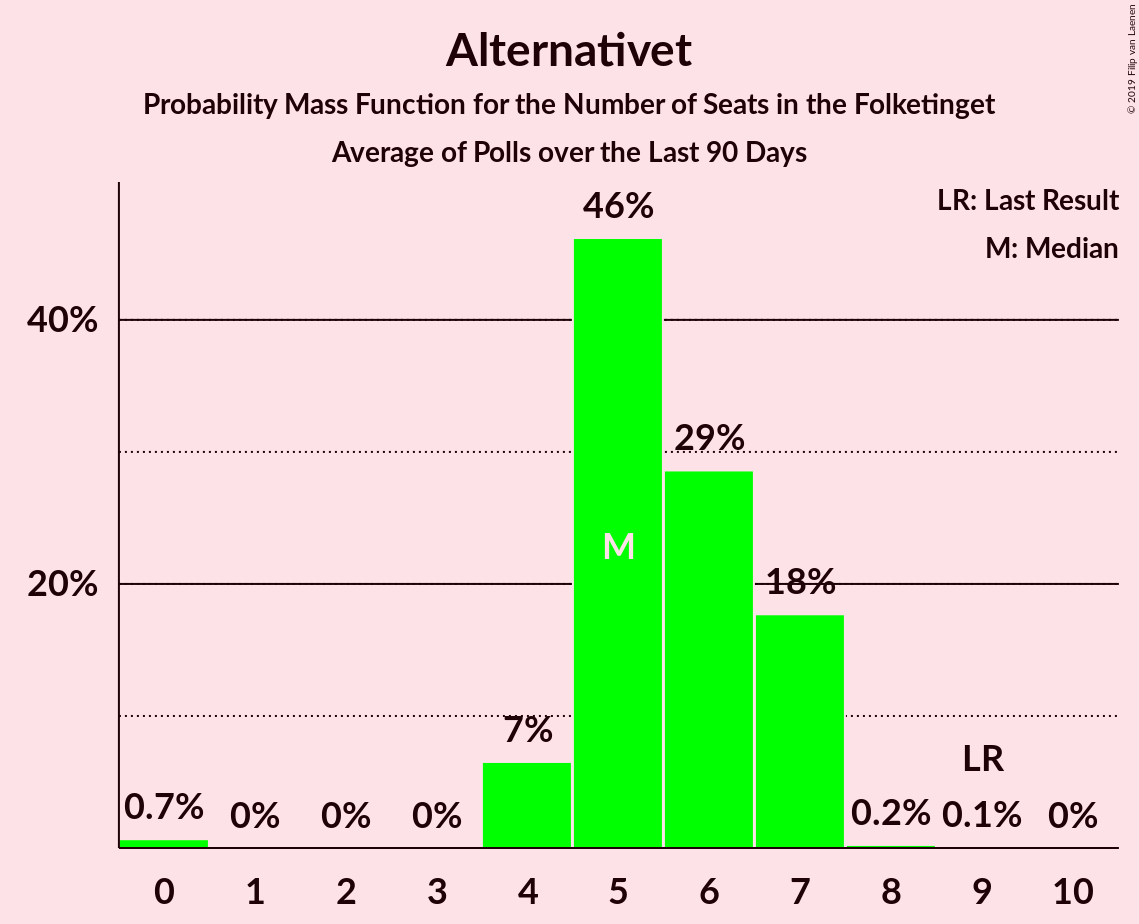 Alternativet
Probability Mass Function for the Number of Seats in the Folketinget
Average of Polls over the Last 90 Days
© 2019 Filip van Laenen
LR: Last Result
M: Median
46%
40%
29%
M
20%
18%
7%
LR
0.7%
0%
0%
0%
0.2%
0.1%
0%
0 1 2 3 4 5 6 7 8 9 10